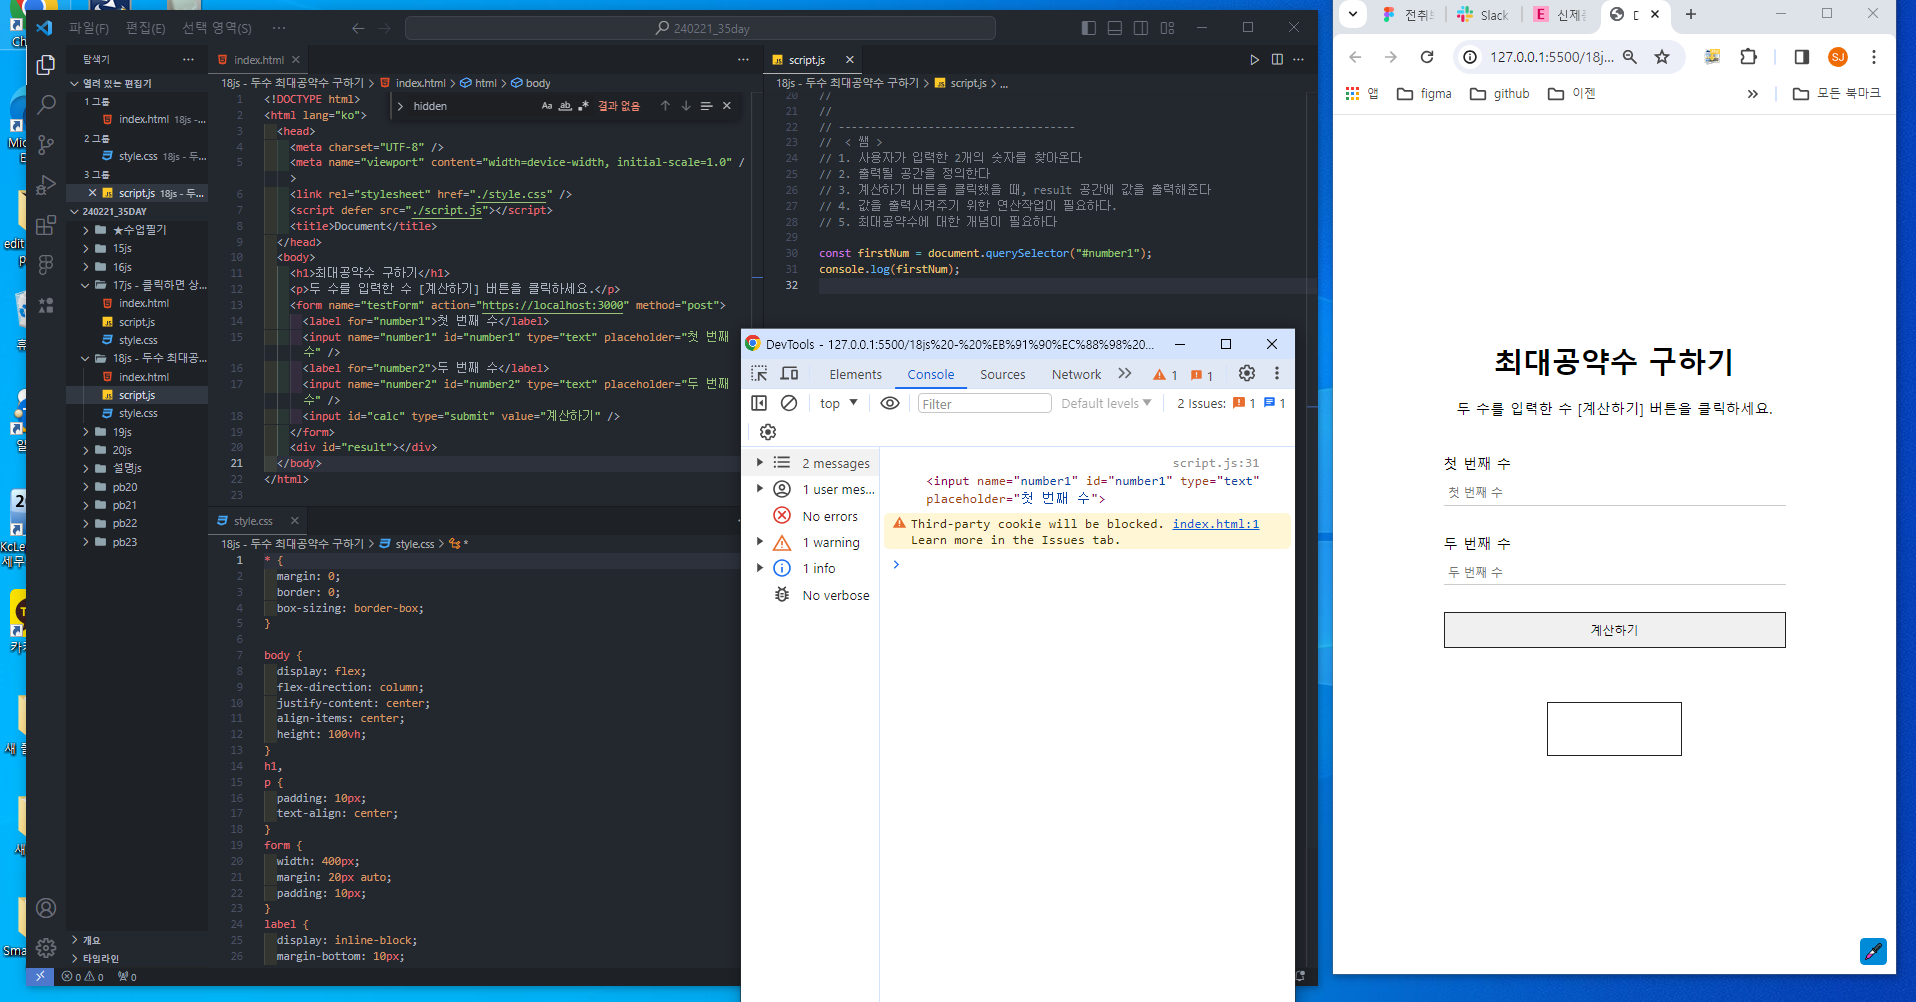 파일(F) 편집(E) 선택 영역(S) ···
240221_35day
탐색기
열려 있는 편집기
1 그룹
index.html 18js -...
2 그룹
style.css 18js - 두...
3 그룹
script.js 18js - 두...
240221_35DAY
★수업필기
15js
16js
17js - 클릭하면 상...
index.html
script.js
style.css
18js - 두수 최대공...
index.html
script.js
style.css
19js
20js
설명js
pb20
pb21
pb22
pb23
개요
타임라인
0 0 0
index.html
18js - 두수 최대공약수 구하기 > index.html > html > body
hidden
Aa ab
결과 없음
1 <!DOCTYPE html>
2 <html lang="ko">
3 <head>
4 <meta charset="UTF-8" />
5 <meta name="viewport" content="width=device-width, initial-scale=1.0" /
>
6 <link rel="stylesheet" href="./style.css" />
7 <script defer src="./script.js"></script>
8 <title>Document</title>
9 </head>
10 <body>
11 <h1>최대공약수 구하기</h1>
12 <p>두 수를 입력한 수 [계산하기] 버튼을 클릭하세요.</p>
13 <form name="testForm" action="https://localhost:3000" method="post">
14 <label for="number1">첫 번째 수</label>
15 <input name="number1" id="number1" type="text" placeholder="첫 번째
수" />
16 <label for="number2">두 번째 수</label>
17 <input name="number2" id="number2" type="text" placeholder="두 번째
수" />
18 <input id="calc" type="submit" value="계산하기" />
19 </form>
20 <div id="result"></div>
21 </body>
22 </html>
23
style.css
18js - 두수 최대공약수 구하기 > style.css > *
1 * {
2 margin: 0;
3 border: 0;
4 box-sizing: border-box;
5 }
6
7 body {
8 display: flex;
9 flex-direction: column;
10 justify-content: center;
11 align-items: center;
12 height: 100vh;
13 }
14 h1,
15 p {
16 padding: 10px;
17 text-align: center;
18 }
19 form {
20 width: 400px;
21 margin: 20px auto;
22 padding: 10px;
23 }
24 label {
25 display: inline-block;
26 margin-bottom: 10px;
script.js
18js - 두수 최대공약수 구하기 > script.js > ...
20 //
21 //
22 // -------------------------------------
23 // < 쌤 >
24 // 1. 사용자가 입력한 2개의 숫자를 찾아온다
25 // 2. 출력될 공간을 정의한다
26 // 3. 계산하기 버튼을 클릭했을 때, result 공간에 값을 출력해준다
27 // 4. 값을 출력시켜주기 위한 연산작업이 필요하다.
28 // 5. 최대공약수에 대한 개념이 필요하다
29
30 const firstNum = document.querySelector("#number1");
31 console.log(firstNum);
32
DevTools - 127.0.0.1:5500/18js%20-%20%EB%91%90%EC%88%98%20...
Elements Console Sources Network 1 1
top Filter Default levels 2 Issues: 1 1
2 messages
1 user mes...
No errors
1 warning
1 info
No verbose
script.js:31
<input name="number1" id="number1" type="text"
placeholder="첫 번째 수">
Third-party cookie will be blocked. index.html:1
Learn more in the Issues tab.
Slack
신제
127.0.0.1:5500/18j...
SJ
앱 figma github 이젠 » 모든 북마크
최대공약수 구하기
두 수를 입력한 수 [계산하기] 버튼을 클릭하세요.
첫 번째 수
첫 번째 수
두 번째 수
두 번째 수
계산하기